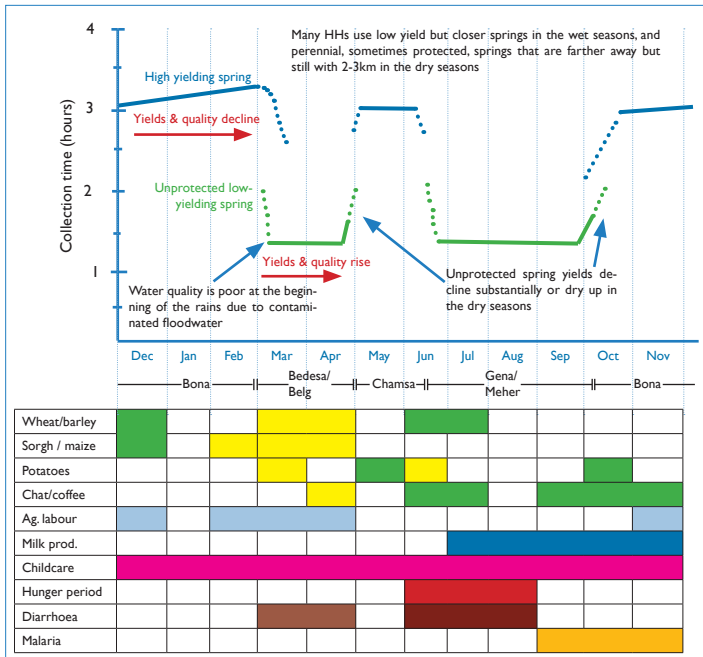 4
Many HHs use low yield but closer springs in the wet seasons, and
perennial, sometimes protected, springs that are farther away but
still with 2-3km in the dry seasons
High yielding spring
3
Yields & quality decline
Collection time (hours)
2
Unprotected low-
yielding spring
Yields & quality rise
1
Water quality is poor at the begin-
ning of the rains due to contami-
nated floodwater
Unprotected spring yields de-
cline substantially or dry up in
the dry seasons
Dec Jan Feb Mar Apr May Jun Jul Aug Sep Oct Nov
Bona
Bedesa/
Belg
Chamsa
Gena/
Meher
Bona
Wheat/barley
Sorgh / maize
Potatoes
Chat/coffee
Ag. labour
Milk prod.
Childcare
Hunger period
Diarrhoea
Malaria